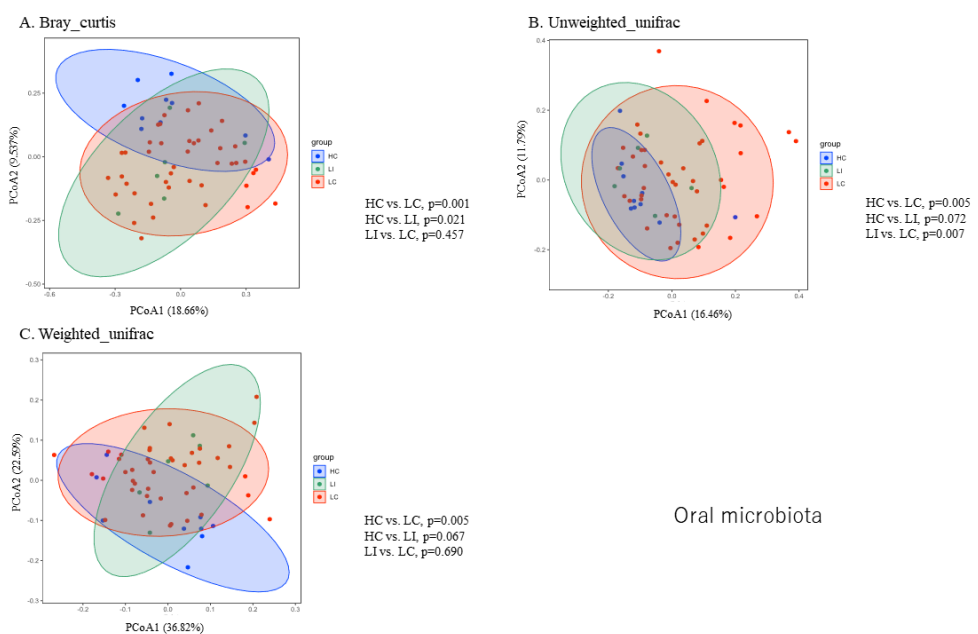 A. Bray_curtis
PCoA2 (9.537%)
0.25
0.00
-0.25
-0.50
-0.6
-0.3
0.0
0.3
PCoA1 (18.66%)
group
HC
LI
LC
HC vs. LC, p=0.001
HC vs. LI, p=0.021
LI vs. LC, p=0.457
B. Unweighted_unifrac
PCoA2 (11.79%)
0.4
0.2
0.0
-0.2
-0.2
0.0
0.2
0.4
PCoA1 (16.46%)
group
HC
LI
LC
HC vs. LC, p=0.005
HC vs. LI, p=0.072
LI vs. LC, p=0.007
C. Weighted_unifrac
PCoA2 (22.59%)
0.3
0.2
0.1
0.0
-0.1
-0.2
-0.3
-0.2
-0.1
0.0
0.1
0.2
0.3
PCoA1 (36.82%)
group
HC
LI
LC
HC vs. LC, p=0.005
HC vs. LI, p=0.067
LI vs. LC, p=0.690
Oral microbiota